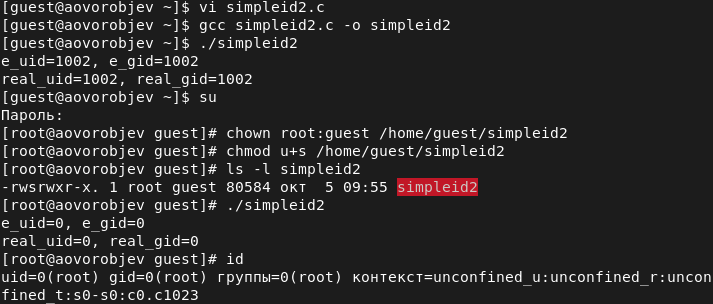 [guest@aovorobjev ~]$ vi simpleid2.c
[guest@aovorobjev ~]$ gcc simpleid2.c -o simpleid2
[guest@aovorobjev ~]$ ./simpleid2
e_uid=1002, e_gid=1002
real_uid=1002, real_gid=1002
[guest@aovorobjev ~]$ su
Пароль:
[root@aovorobjev guest]# chown root:guest /home/guest/simpleid2
[root@aovorobjev guest]# chmod u+s /home/guest/simpleid2
[root@aovorobjev guest]# ls -l simpleid2
-rwsrwxr-x. 1 root guest 80584 окт  5 09:55 simpleid2
[root@aovorobjev guest]# ./simpleid2
e_uid=0, e_gid=0
real_uid=0, real_gid=0
[root@aovorobjev guest]# id
uid=0(root) gid=0(root) группы=0(root) контекст=unconfined_u:unconfined_r:uncon
fined_t:s0-s0:c0.c1023